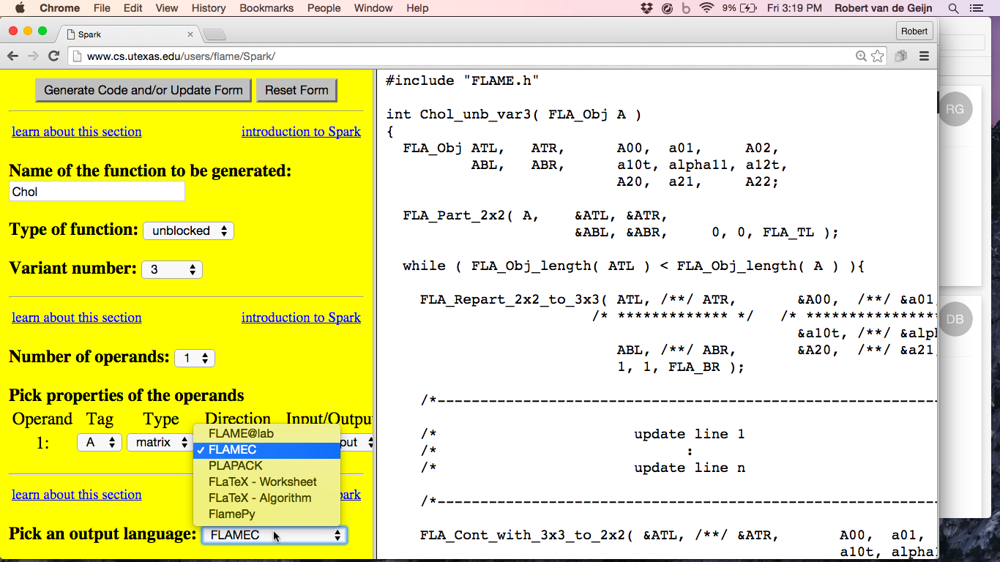 Chrome File Edit View History Bookmarks People Window Help 9% Fri 3:19 PM Robert van de Geijn
Spark
Robert
www.cs.utexas.edu/users/flame/Spark/
Generate Code and/or Update Form Reset Form
learn about this section introduction to Spark
Name of the function to be generated:
Chol
Type of function: unblocked
Variant number: 3
learn about this section introduction to Spark
Number of operands: 1
Pick properties of the operands
Operand Tag Type Direction Input/Outpu
1: A matrix put
FLAME@lab
✓ FLAMEC
PLAPACK
FLaTeX - Worksheet
FLaTeX - Algorithm
FlamePy
learn about this section park
Pick an output language: FLAMEC
#include "FLAME.h"
int Chol_unb_var3( FLA_Obj A )
{
FLA_Obj ATL, ATR, A00, a01, A02,
ABL, ABR, a10t, alpha11, a12t,
A20, a21, A22;
FLA_Part_2x2( A, &ATL, &ATR,
&ABL, &ABR, 0, 0, FLA_TL );
while ( FLA_Obj_length( ATL ) < FLA_Obj_length( A ) ){
FLA_Repart_2x2_to_3x3( ATL, /**/ ATR, &A00, /**/ &a01,
/* ************* */ /* ****************
&a10t, /**/ &alph
ABL, /**/ ABR, &A20, /**/ &a21,
1, 1, FLA_BR );
/*------------------------------------------------------------
/* update line 1
/* :
/* update line n
/*------------------------------------------------------------
FLA_Cont_with_3x3_to_2x2( &ATL, /**/ &ATR, A00, a01,
a10t, alpha1
RG
DB